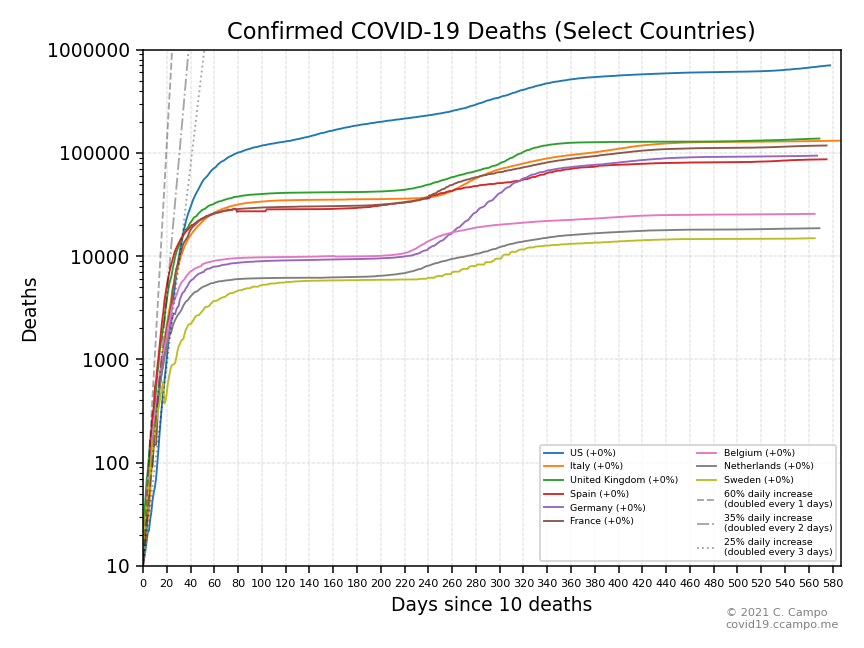 Confirmed COVID-19 Deaths (Select Countries)
1000000
100000
10000
1000
100
10
Deaths
US (+0%)
Italy (+0%)
United Kingdom (+0%)
Spain (+0%)
Germany (+0%)
France (+0%)
Belgium (+0%)
Netherlands (+0%)
Sweden (+0%)
60% daily increase
(doubled every 1 days)
35% daily increase
(doubled every 2 days)
25% daily increase
(doubled every 3 days)
0 20 40 60 80 100 120 140 160 180 200 220 240 260 280 300 320 340 360 380 400 420 440 460 480 500 520 540 560 580
Days since 10 deaths
© 2021 C. Campo
covid19.ccampo.me